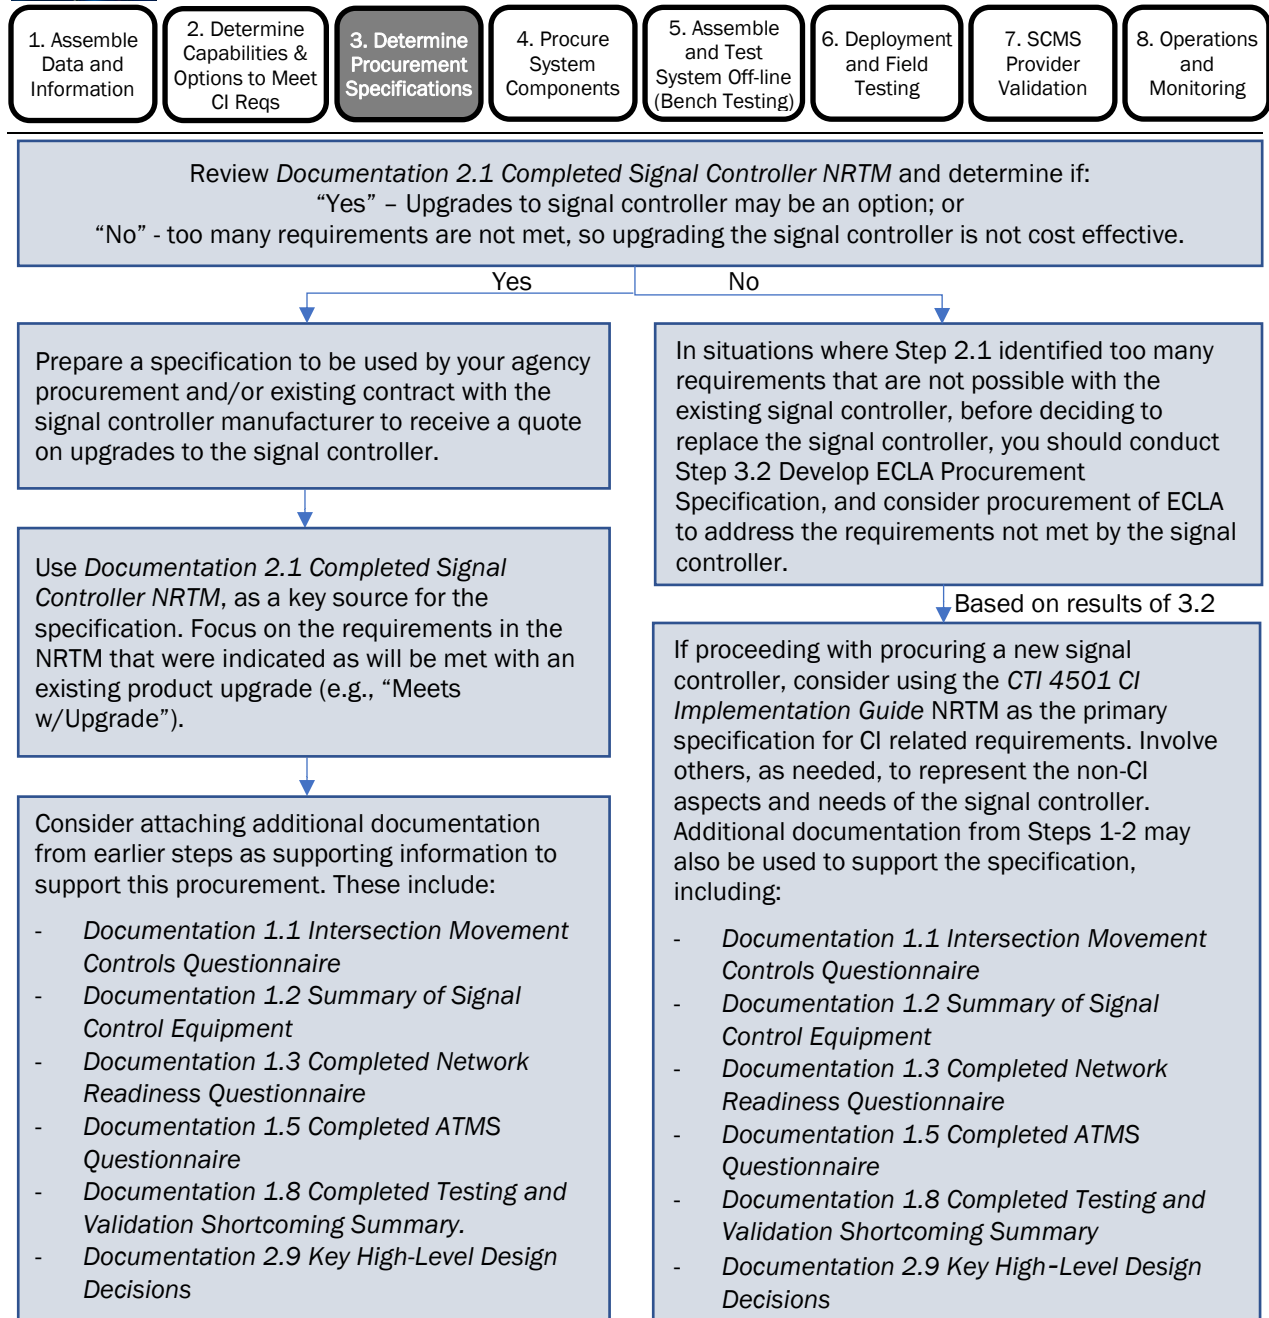 1. Assemble
Data and
Information
2. Determine
Capabilities &
Options to Meet
CI Reqs
3. Determine
Procurement
Specifications
4. Procure
System
Components
5. Assemble
and Test
System Off-line
(Bench Testing)
6. Deployment
and Field
Testing
7. SCMS
Provider
Validation
8. Operations
and
Monitoring
Review Documentation 2.1 Completed Signal Controller NRTM and determine if:
“Yes” – Upgrades to signal controller may be an option; or
“No” - too many requirements are not met, so upgrading the signal controller is not cost effective.
Yes
No
Prepare a specification to be used by your agency
procurement and/or existing contract with the
signal controller manufacturer to receive a quote
on upgrades to the signal controller.
Use Documentation 2.1 Completed Signal
Controller NRTM, as a key source for the
specification. Focus on the requirements in the
NRTM that were indicated as will be met with an
existing product upgrade (e.g., “Meets
w/Upgrade”).
Consider attaching additional documentation
from earlier steps as supporting information to
support this procurement. These include:
- Documentation 1.1 Intersection Movement
Controls Questionnaire
- Documentation 1.2 Summary of Signal
Control Equipment
- Documentation 1.3 Completed Network
Readiness Questionnaire
- Documentation 1.5 Completed ATMS
Questionnaire
- Documentation 1.8 Completed Testing and
Validation Shortcoming Summary.
- Documentation 2.9 Key High-Level Design
Decisions
In situations where Step 2.1 identified too many
requirements that are not possible with the
existing signal controller, before deciding to
replace the signal controller, you should conduct
Step 3.2 Develop ECLA Procurement
Specification, and consider procurement of ECLA
to address the requirements not met by the signal
controller.
Based on results of 3.2
If proceeding with procuring a new signal
controller, consider using the CTI 4501 CI
Implementation Guide NRTM as the primary
specification for CI related requirements. Involve
others, as needed, to represent the non-CI
aspects and needs of the signal controller.
Additional documentation from Steps 1-2 may
also be used to support the specification,
including:
- Documentation 1.1 Intersection Movement
Controls Questionnaire
- Documentation 1.2 Summary of Signal
Control Equipment
- Documentation 1.3 Completed Network
Readiness Questionnaire
- Documentation 1.5 Completed ATMS
Questionnaire
- Documentation 1.8 Completed Testing and
Validation Shortcoming Summary
- Documentation 2.9 Key High-Level Design
Decisions